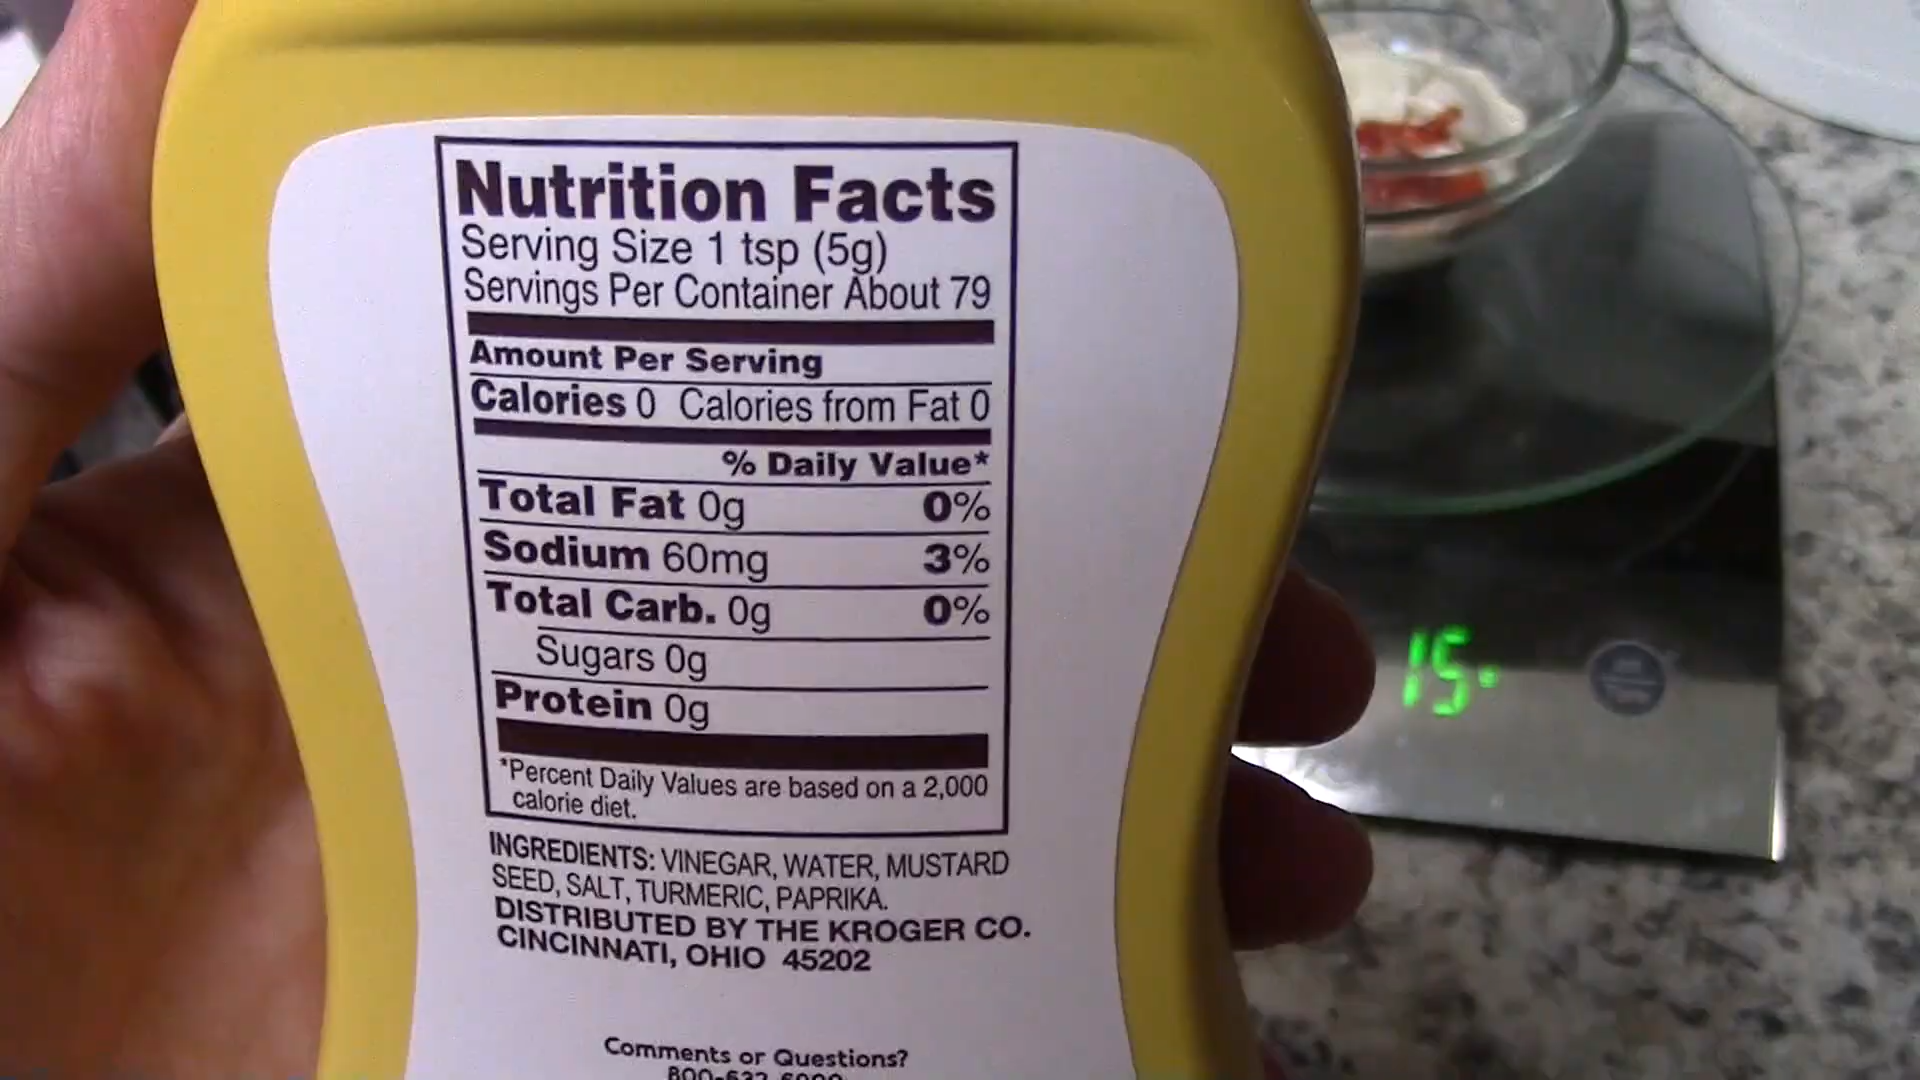 Nutrition Facts
Serving Size 1 tsp (5g)
Servings Per Container About 79
Amount Per Serving
Calories 0 Calories from Fat 0
% Daily Value*
Total Fat 0g 0%
Sodium 60mg 3%
Total Carb. 0g 0%
Sugars 0g
Protein 0g
*Percent Daily Values are based on a 2,000
calorie diet.
INGREDIENTS: VINEGAR, WATER, MUSTARD
SEED, SALT, TURMERIC, PAPRIKA.
DISTRIBUTED BY THE KROGER CO.
CINCINNATI, OHIO 45202
Comments or Questions?
15